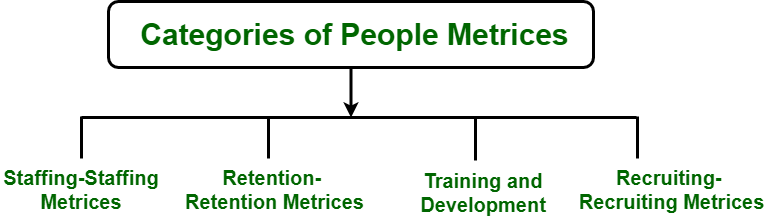 Categories of People Metrices
Staffing-Staffing
Metrices
Retention-
Retention Metrices
Training and
Development
Recruiting-
Recruiting Metrices